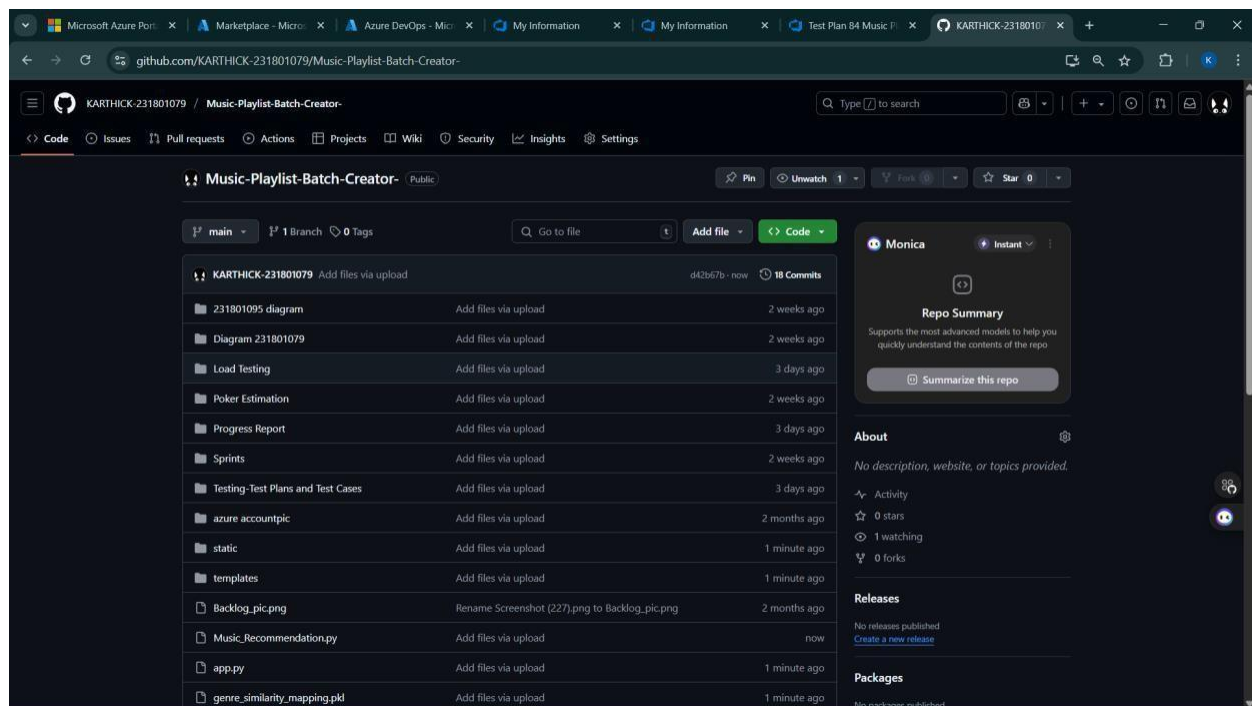 Microsoft Azure Port Marketplace - Micros Azure DevOps - Micr My Information My Information Test Plan 84 Music Pl KARTHICK-23180107
github.com/KARTHICK-231801079/Music-Playlist-Batch-Creator-
K
KARTHICK-231801079 / Music-Playlist-Batch-Creator-
Type / to search
Code Issues Pull requests Actions Projects Wiki Security Insights Settings
Music-Playlist-Batch-Creator- Public
Pin Unwatch 1 Fork 0 Star 0
main 1 Branch 0 Tags
Go to file t Add file Code
KARTHICK-231801079 Add files via upload d42b67b · now 18 Commits
231801095 diagram Add files via upload 2 weeks ago
Diagram 231801079 Add files via upload 2 weeks ago
Load Testing Add files via upload 3 days ago
Poker Estimation Add files via upload 2 weeks ago
Progress Report Add files via upload 3 days ago
Sprints Add files via upload 2 weeks ago
Testing-Test Plans and Test Cases Add files via upload 3 days ago
azure accountpic Add files via upload 2 months ago
static Add files via upload 1 minute ago
templates Add files via upload 1 minute ago
Backlog_pic.png Rename Screenshot (227).png to Backlog_pic.png 2 months ago
Music_Recommendation.py Add files via upload now
app.py Add files via upload 1 minute ago
genre_similarity_mapping.pkl Add files via upload 1 minute ago
Monica Instant
Repo Summary
Supports the most advanced models to help you
quickly understand the contents of the repo
Summarize this repo
About
No description, website, or topics provided.
Activity
0 stars
1 watching
0 forks
Releases
No releases published
Create a new release
Packages
No packages published